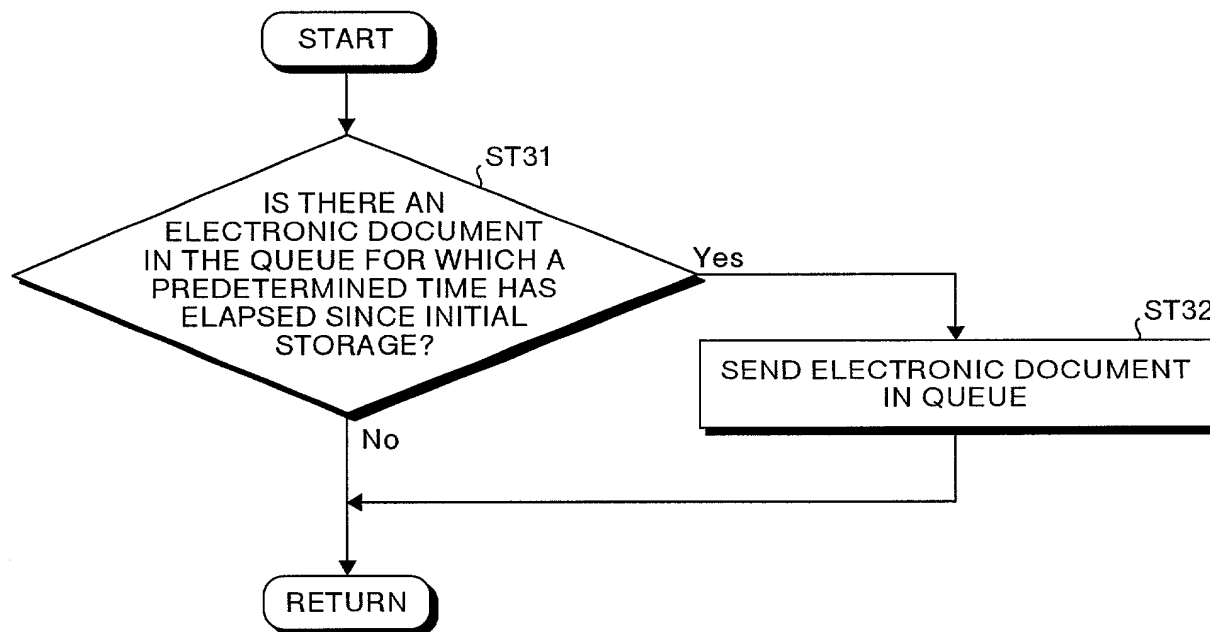 START
ST31
IS THERE AN
ELECTRONIC DOCUMENT
IN THE QUEUE FOR WHICH A
PREDETERMINED TIME HAS
ELAPSED SINCE INITIAL
STORAGE?
Yes
ST32
SEND ELECTRONIC DOCUMENT
IN QUEUE
No
RETURN